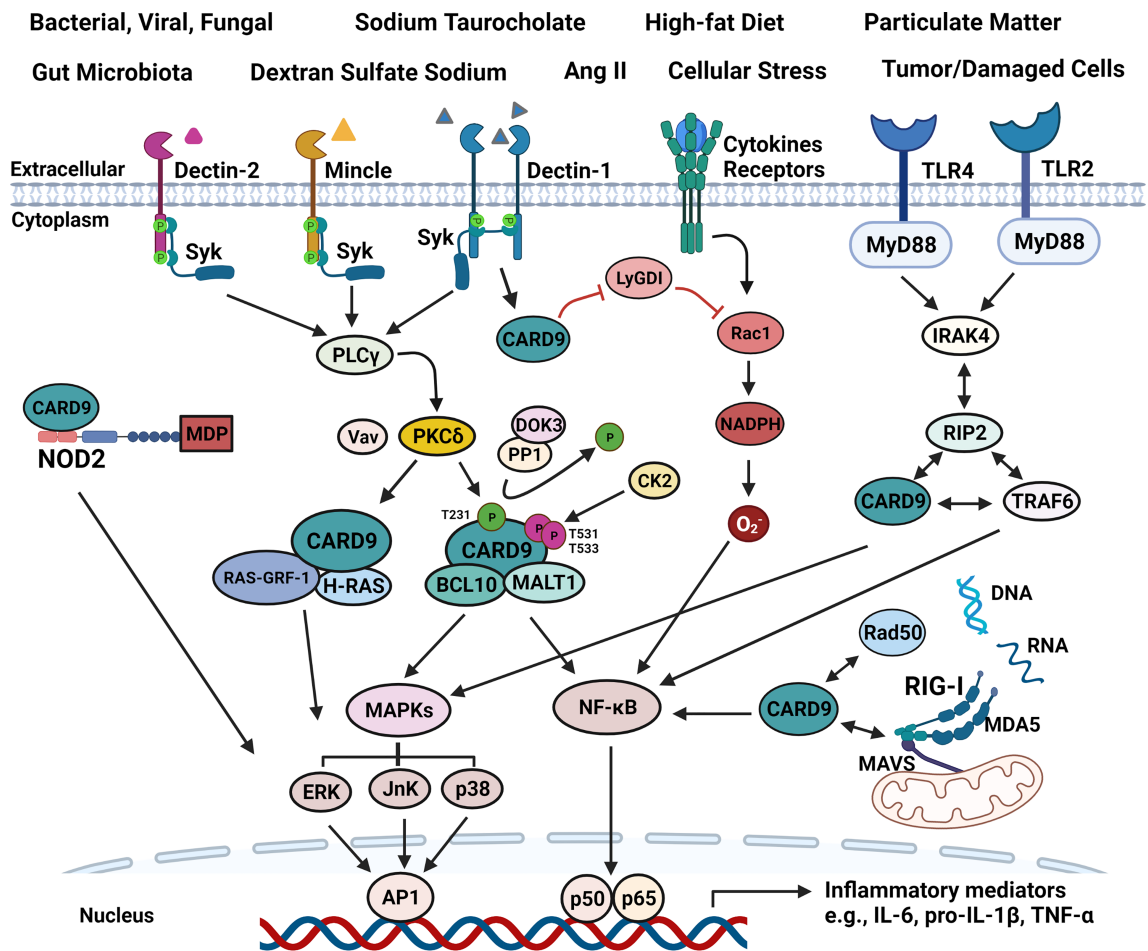 Bacterial, Viral, Fungal
Sodium Taurocholate
High-fat Diet
Particulate Matter
Gut Microbiota
Dextran Sulfate Sodium
Ang II
Cellular Stress
Tumor/Damaged Cells
Extracellular
Cytoplasm
Dectin-2
Mincle
Dectin-1
Cytokines
Receptors
TLR4
TLR2
P
P
P
P
P
P
Syk
Syk
Syk
MyD88
MyD88
LyGDI
CARD9
Rac1
IRAK4
PLCγ
CARD9
MDP
NOD2
Vav
PKCδ
DOK3
PP1
P
NADPH
RIP2
CK2
CARD9
TRAF6
T231
P
P
P
T531
T533
O2-
CARD9
RAS-GRF-1
H-RAS
CARD9
BCL10
MALT1
DNA
RNA
Rad50
RIG-I
MDA5
MAVS
CARD9
MAPKs
NF-κB
ERK
JnK
p38
Nucleus
AP1
p50
p65
Inflammatory mediators
e.g., IL-6, pro-IL-1β, TNF-α